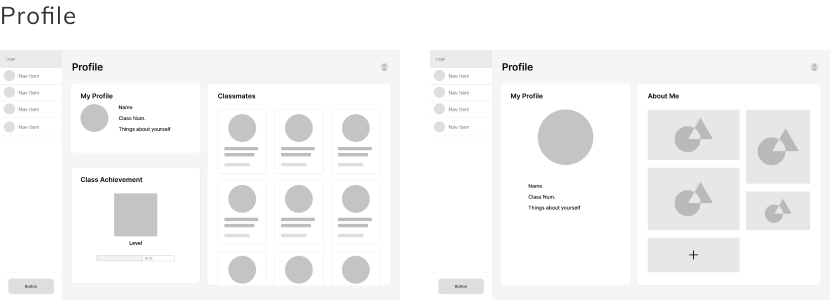 Profile
Logo
Nav item
Nav item
Nav item
Nav item
Button
Profile
My Profile
Name
Class Num.
Things about yourself
Class Achievement
Level
60%
Classmates
Logo
Nav item
Nav item
Nav item
Nav item
Button
Profile
My Profile
Name
Class Num.
Things about yourself
About Me